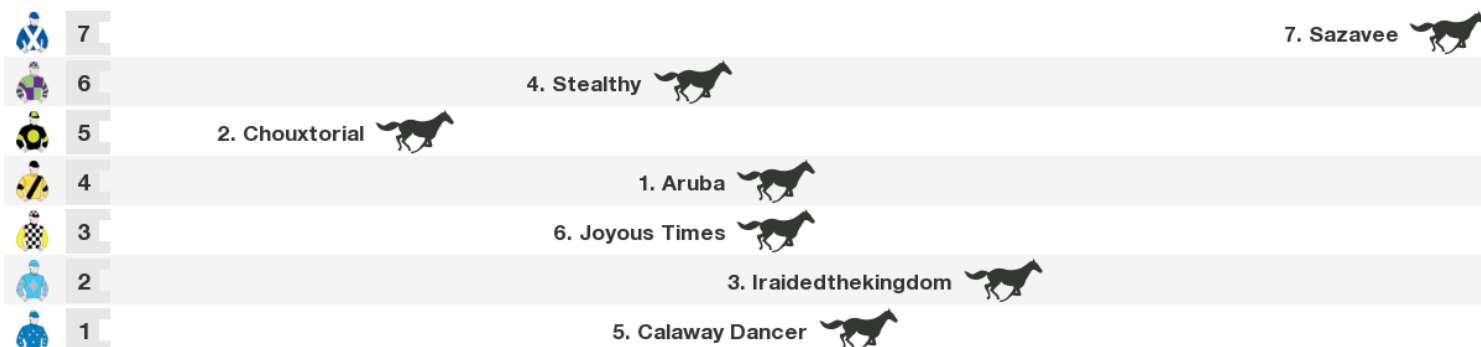 7 7. Sazavee
6 4. Stealthy
5 2. Chouxtorial
4 1. Aruba
3 6. Joyous Times
2 3. Iraidedthekingdom
1 5. Calaway Dancer